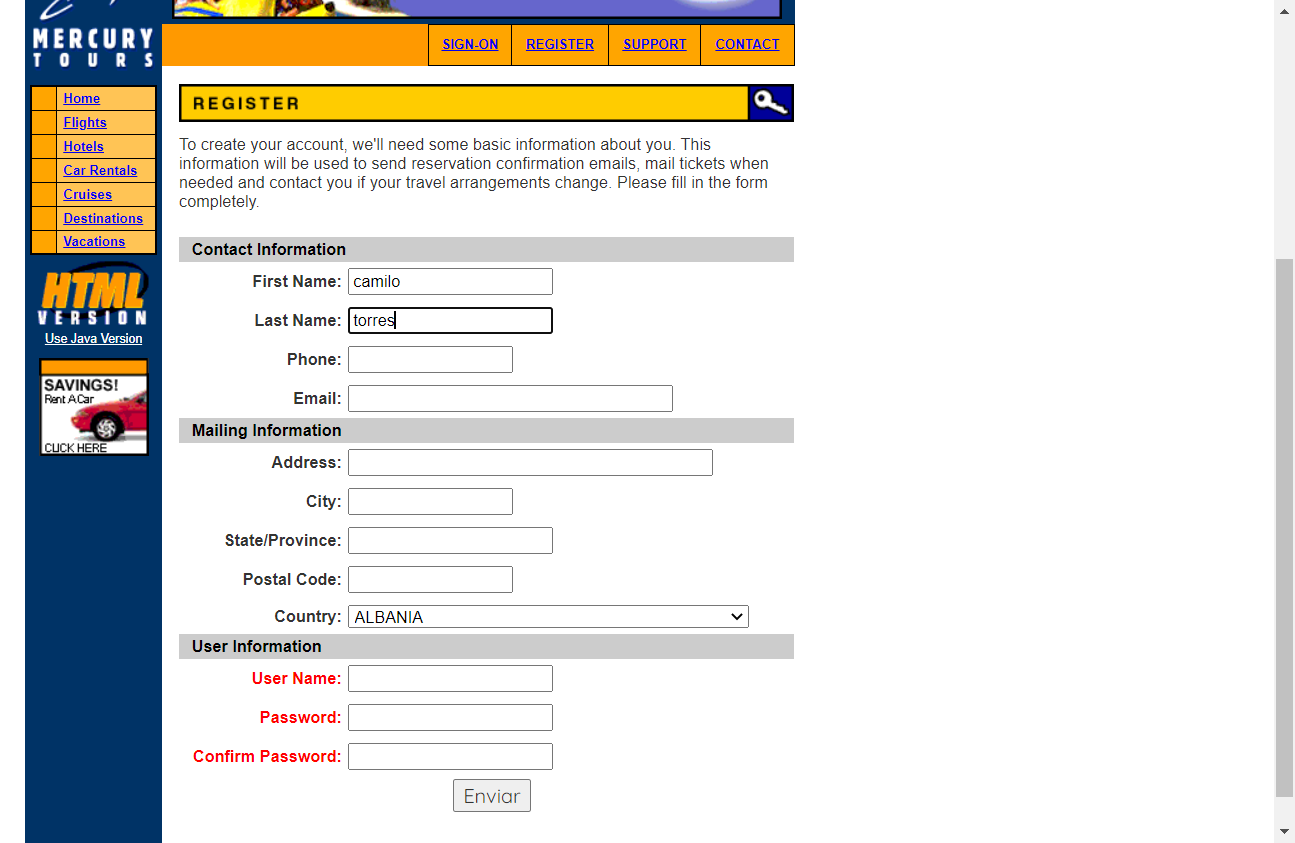 MERCURY
TOURS
SIGN-ON
REGISTER
SUPPORT
CONTACT
Home
Flights
Hotels
Car Rentals
Cruises
Destinations
Vacations
HTML
VERSION
Use Java Version
SAVINGS!
Rent A Car
CLICK HERE
REGISTER
To create your account, we'll need some basic information about you. This
information will be used to send reservation confirmation emails, mail tickets when
needed and contact you if your travel arrangements change. Please fill in the form
completely.
Contact Information
First Name: camilo
Last Name: torres
Phone:
Email:
Mailing Information
Address:
City:
State/Province:
Postal Code:
Country: ALBANIA
User Information
User Name:
Password:
Confirm Password:
Enviar